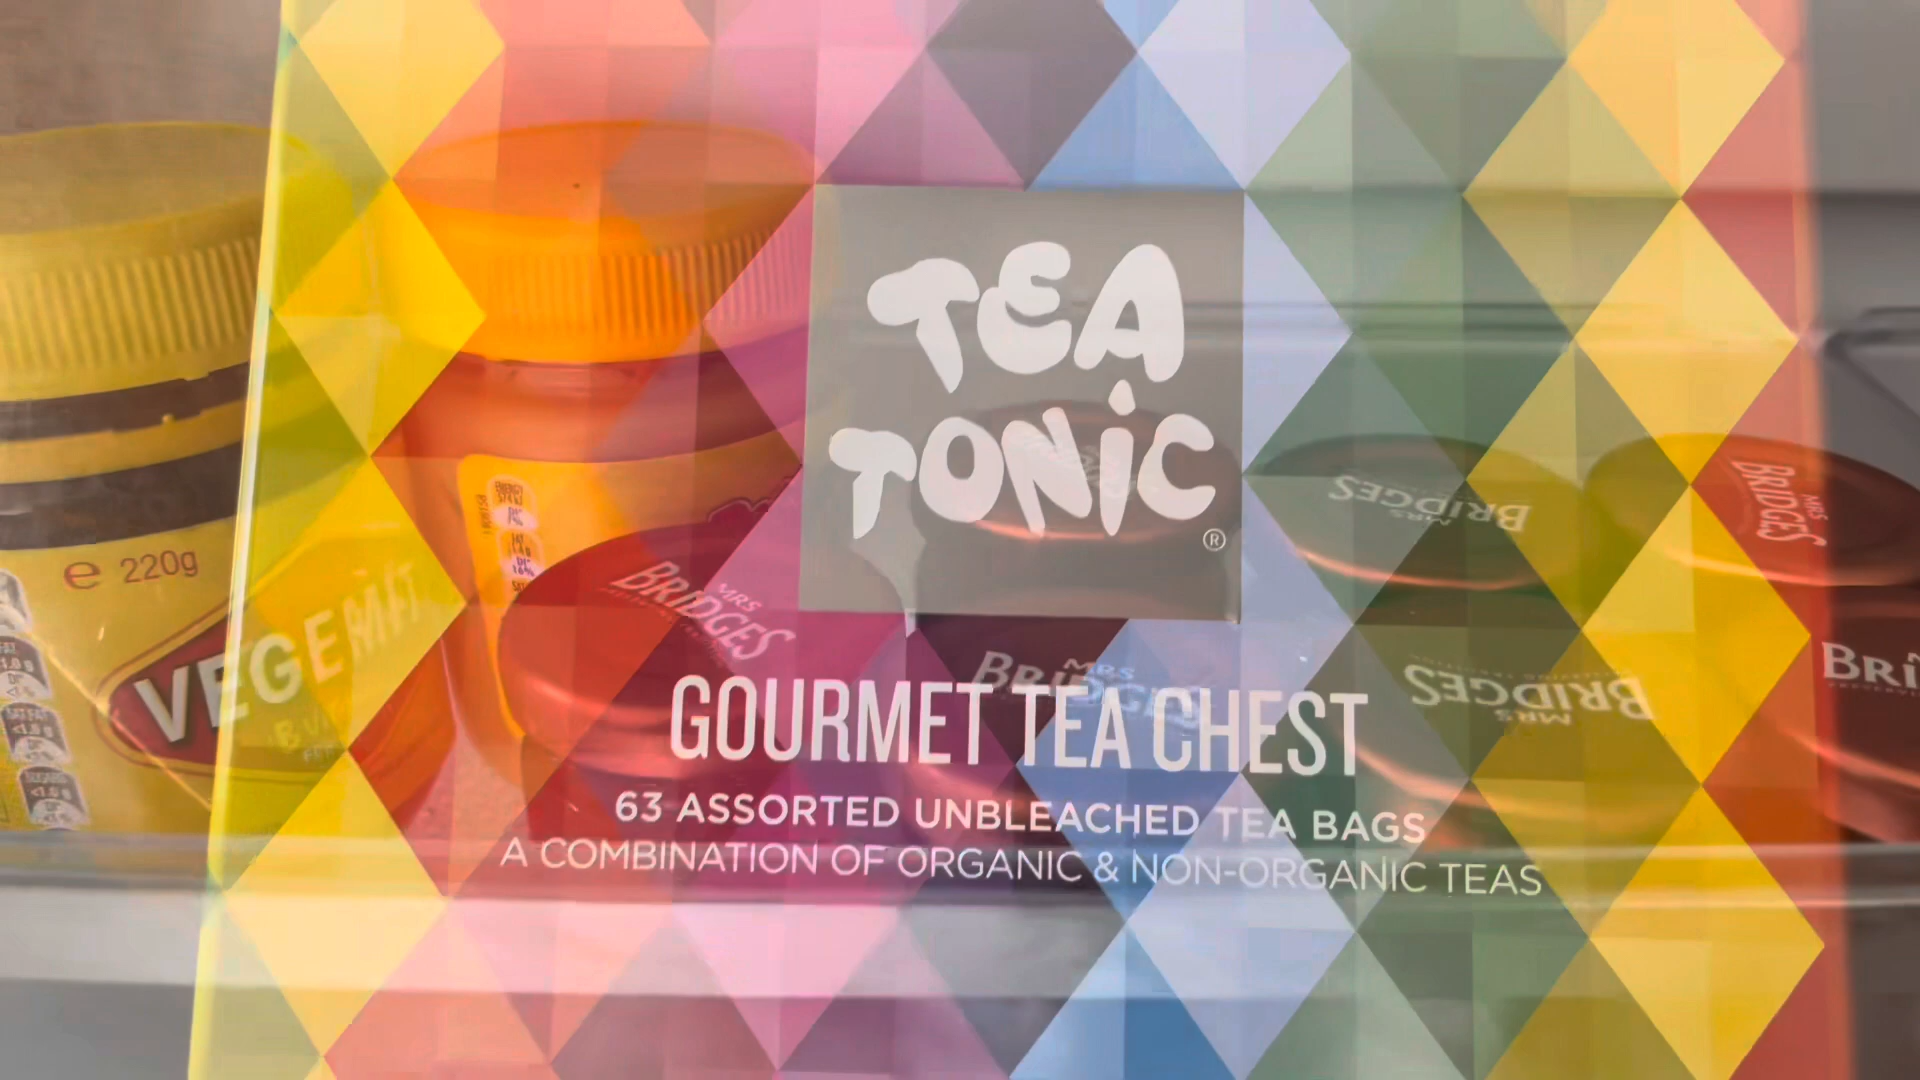 TEA
TONIC
®
GOURMET TEA CHEST
63 ASSORTED UNBLEACHED TEA BAGS
A COMBINATION OF ORGANIC & NON-ORGANIC TEAS
e 220g
VEGEMIT
MRS
BRIDGES
MRS
BRIDGES
MRS
BRIDGES
MRS
BRIDGES
MRS
BRIDGES
BRI